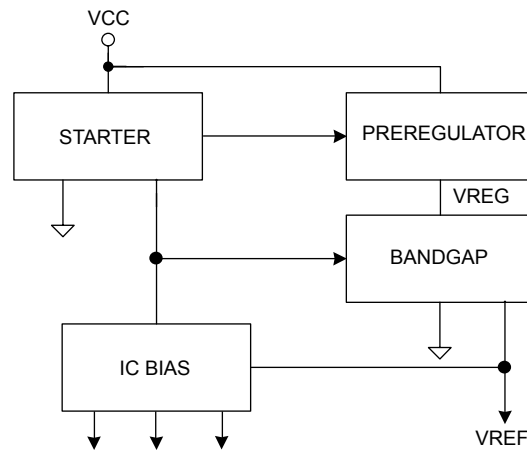 VCC
STARTER
PREREGULATOR
VREG
BANDGAP
IC BIAS
VREF